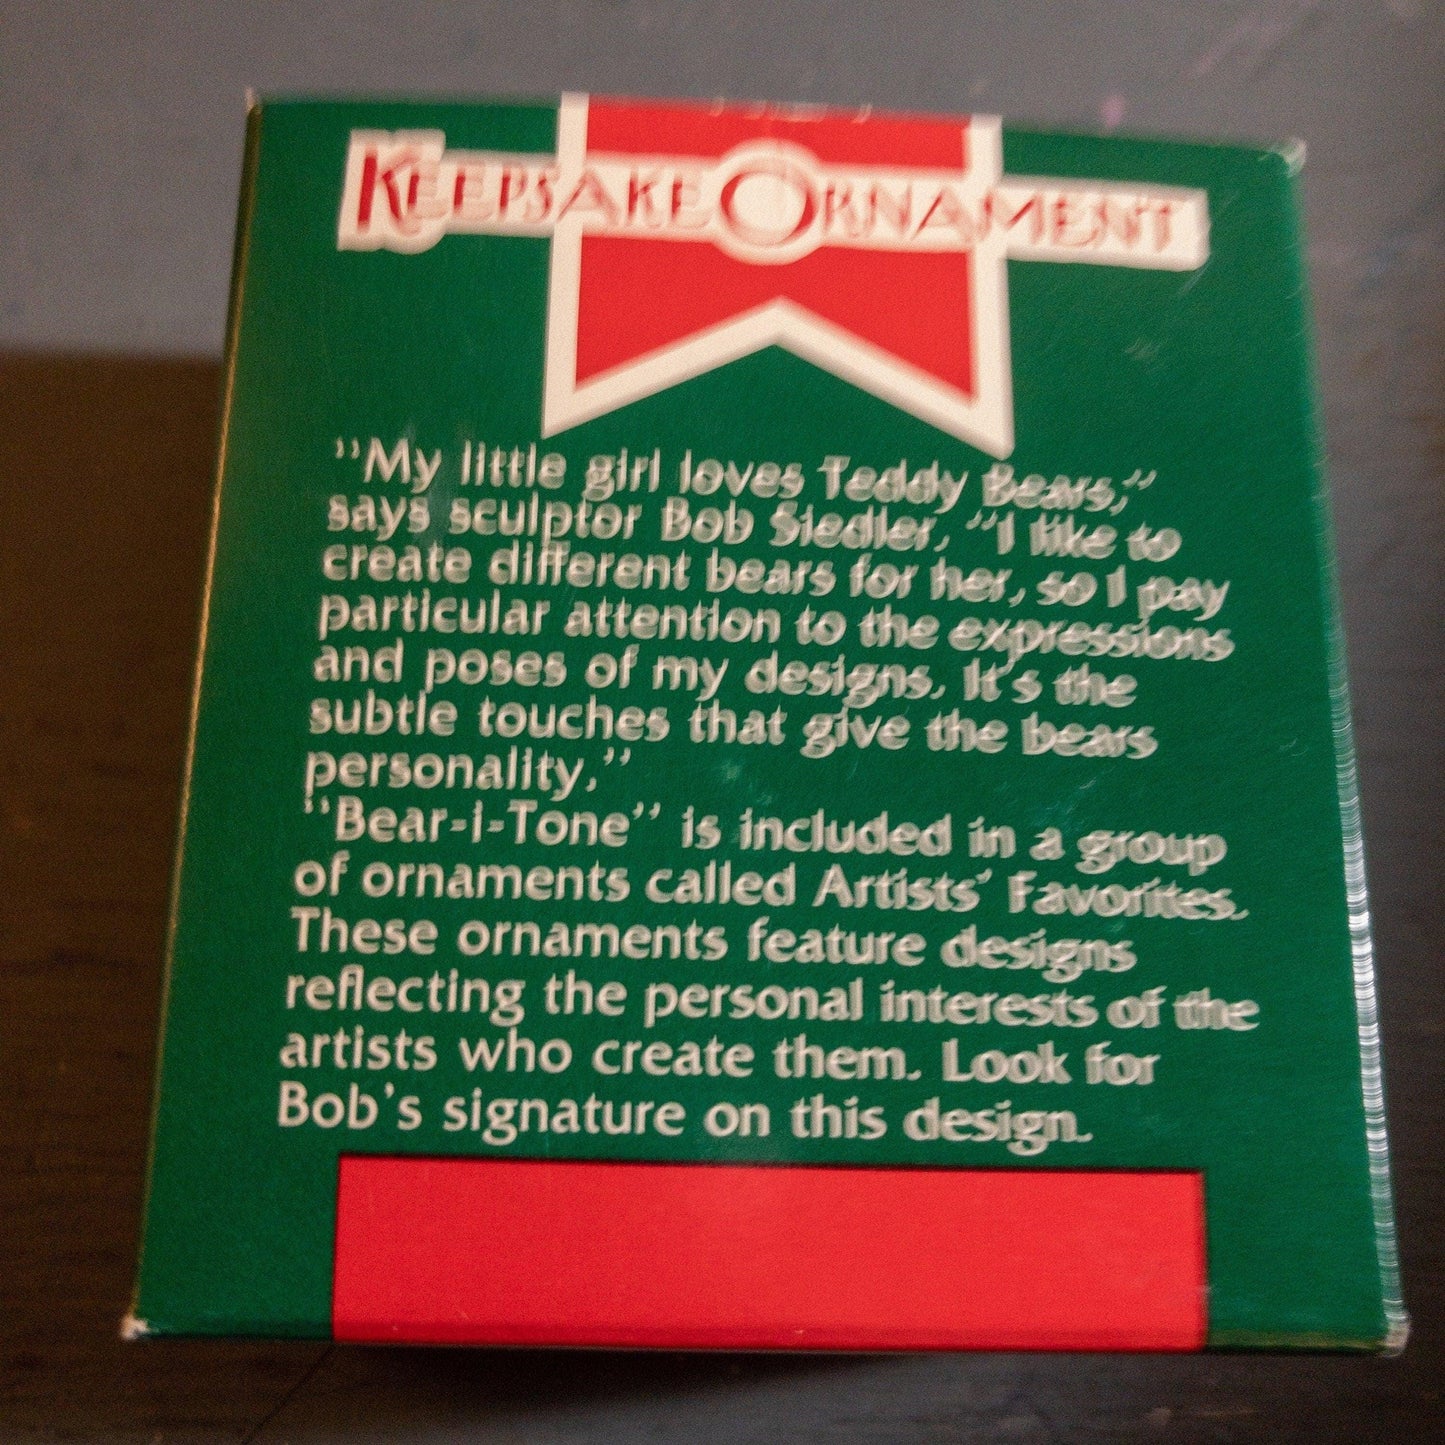 KEEPSAKE ORNAMENT
"My little girl loves Teddy Bears,"
says sculptor Bob Siedler. "I like to
create different bears for her, so I pay
particular attention to the expressions
and poses of my designs. It's the
subtle touches that give the bears
personality."
"Bear-i-Tone" is included in a group
of ornaments called Artists' Favorites.
These ornaments feature designs
reflecting the personal interests of the
artists who create them. Look for
Bob's signature on this design.